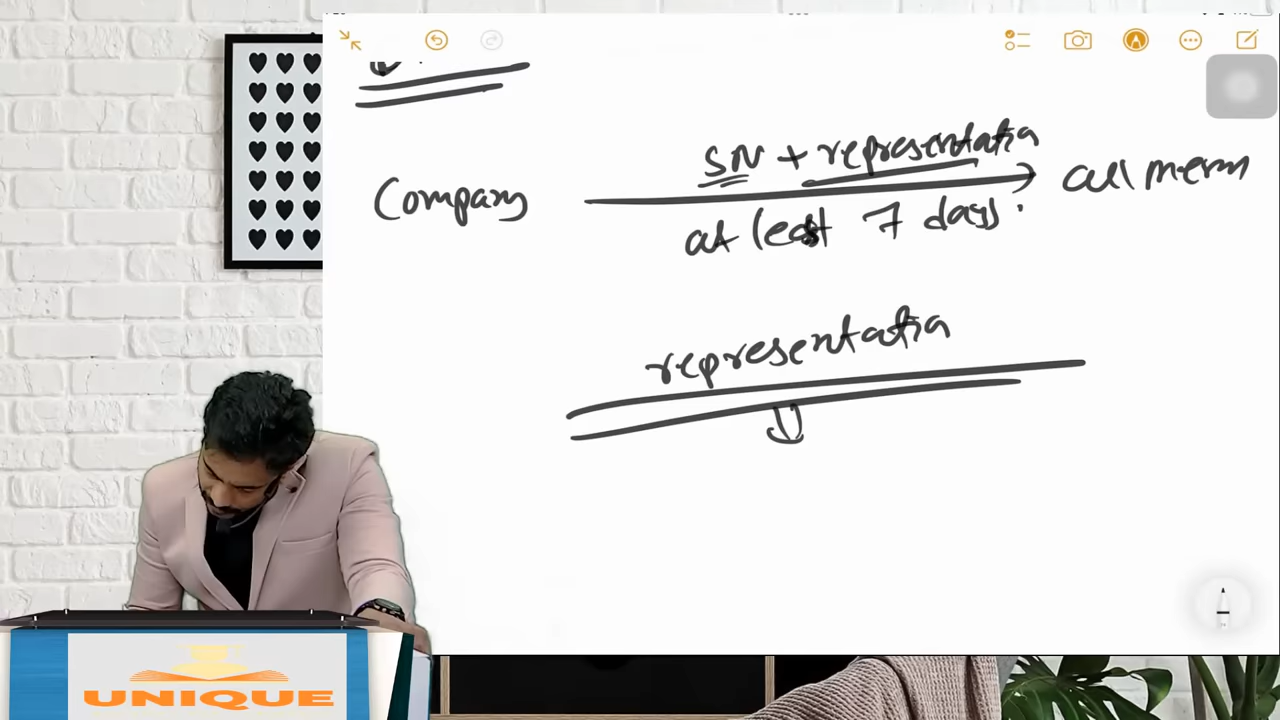 SN + representatia
Company
all mem
at least 7 days.
representatia
UNIQUE